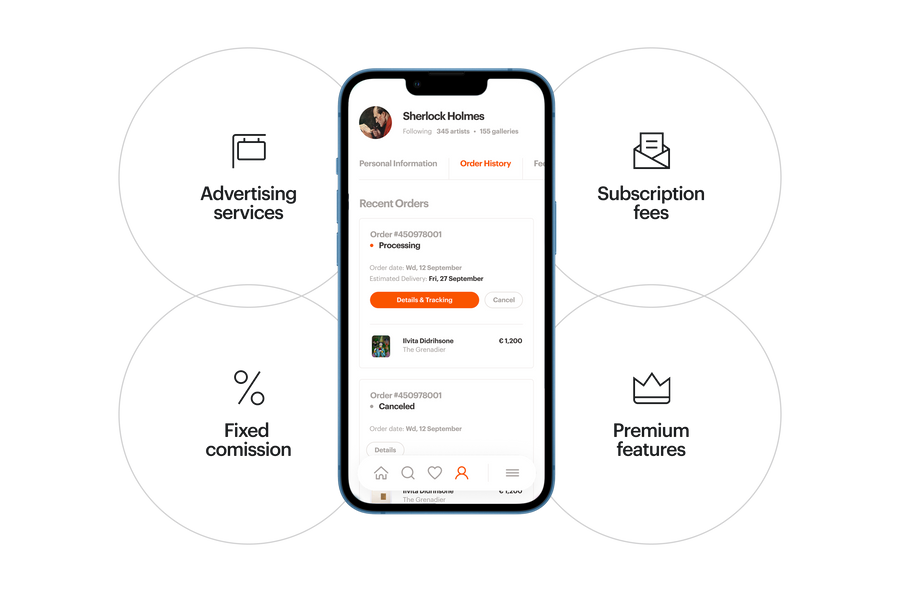 Advertising
services
Subscription
fees
Fixed
comission
Premium
features
Sherlock Holmes
Following 345 artists • 155 galleries
Personal Information Order History Fe
Recent Orders
Order #450978001
Processing
Order date: Wd, 12 September
Estimated Delivery: Fri, 27 September
Details & Tracking Cancel
Ilvita Didrihsone € 1,200
The Grenadier
Order #450978001
Canceled
Order date: Wd, 12 September
Details
Ilvita Didrihsone € 1,200
The Grenadier